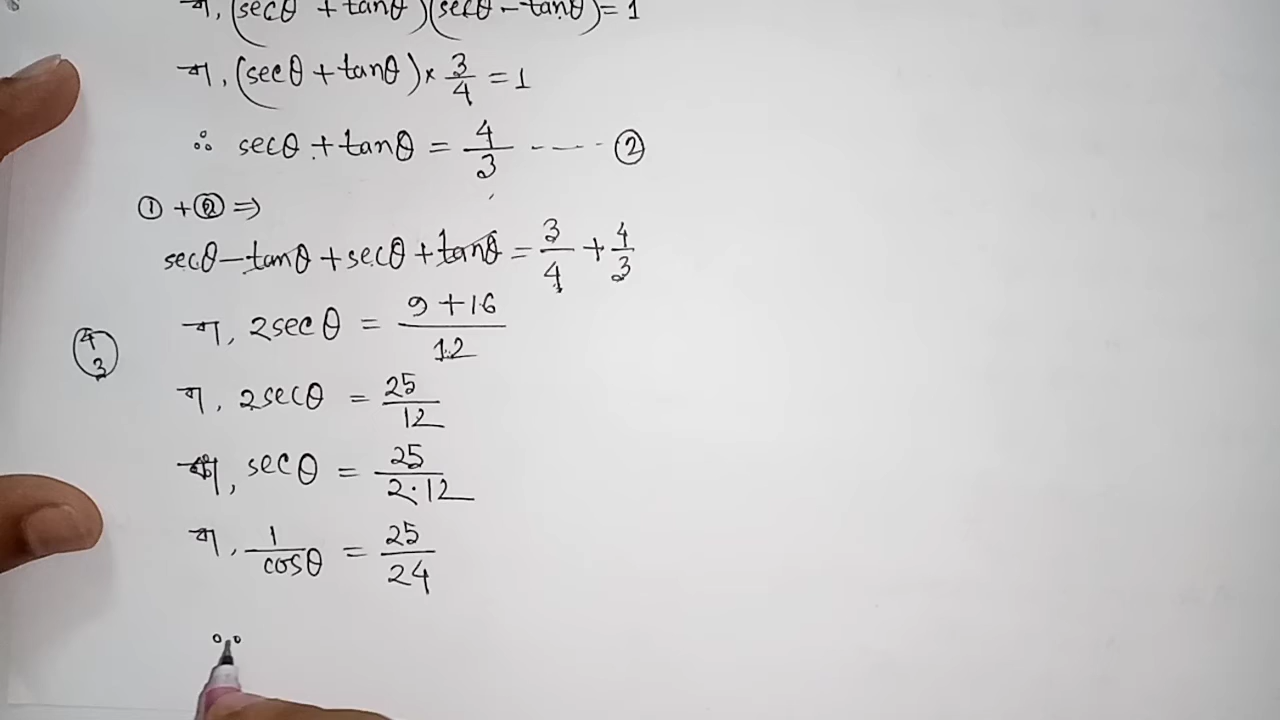 বা, (secθ + tanθ)(secθ - tanθ) = 1
বা, (secθ + tanθ) × 3/4 = 1
∴ secθ + tanθ = 4/3 ---- ②
① + ② ⇒
secθ - tanθ + secθ + tanθ = 3/4 + 4/3
বা, 2secθ = 9+16/12
4 3
বা, 2secθ = 25/12
বা, secθ = 25/2·12
বা, 1/cosθ = 25/24
∴